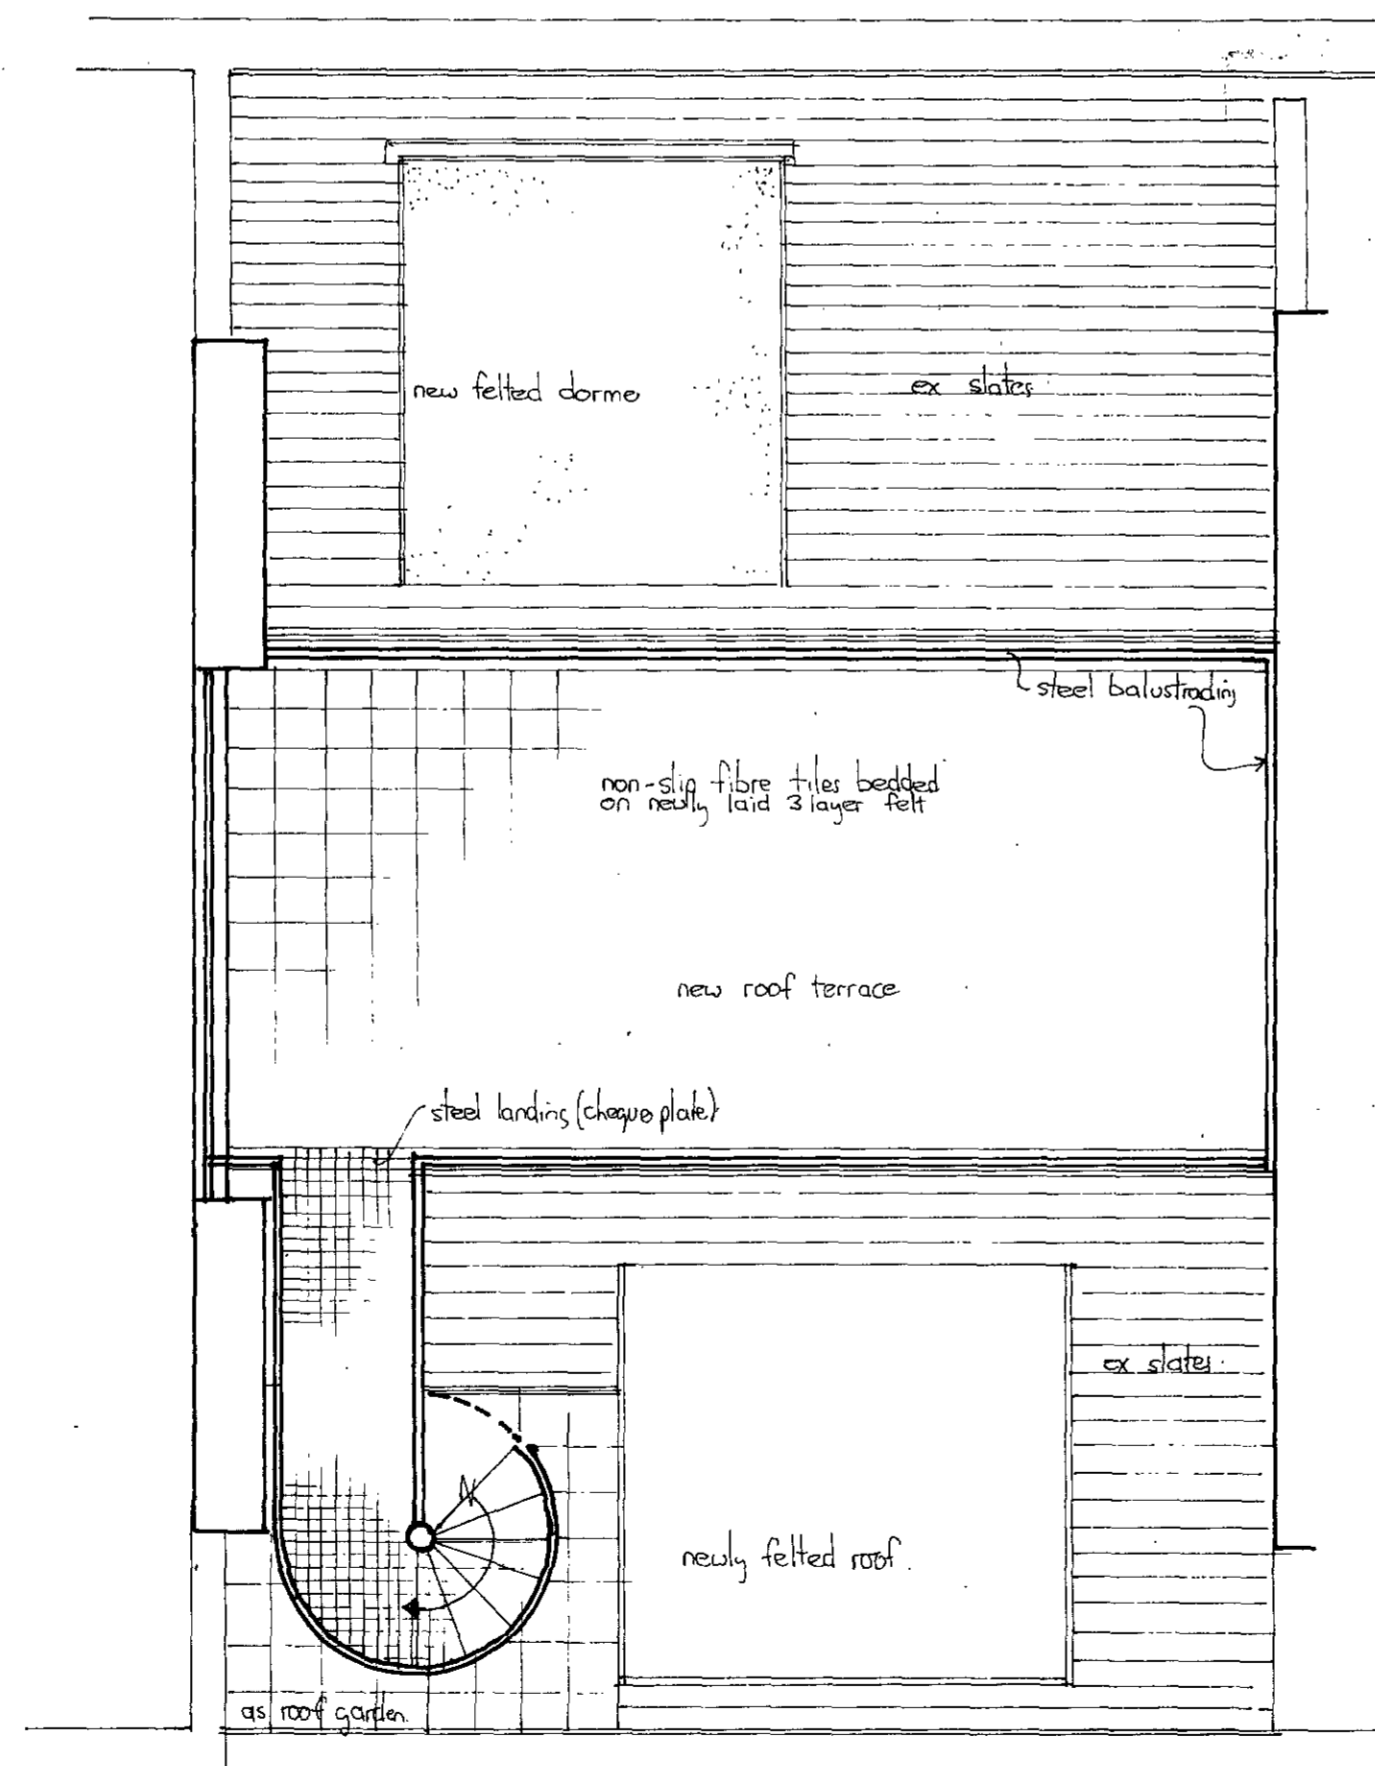 new felted dorme
ex slates
steel balustrading
non-slip fibre tiles bedded
on newly laid 3 layer felt
new roof terrace
steel landing (cheque plate)
ex slates
N
newly felted roof.
as roof garden.